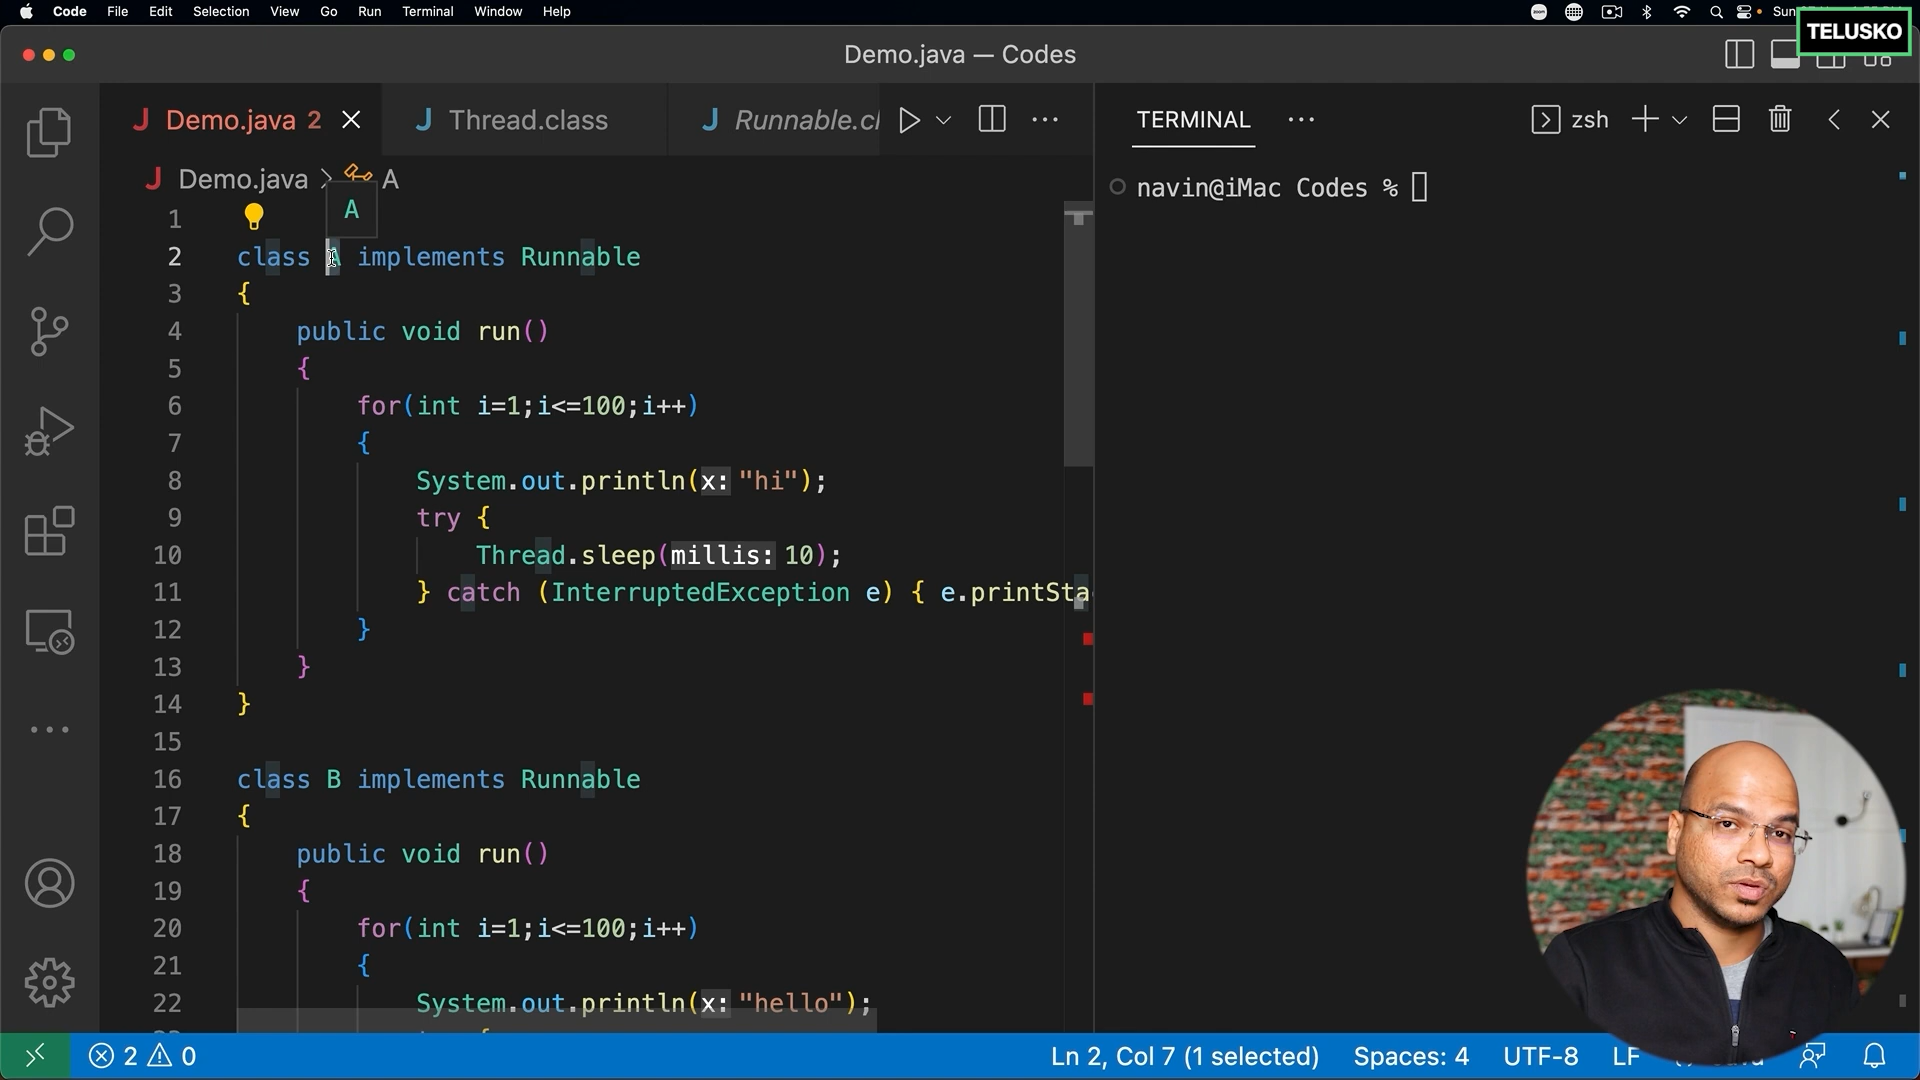 Code File Edit Selection View Go Run Terminal Window Help
zoom
Sun
TELUSKO
Demo.java — Codes
Demo.java 2
Thread.class
Runnable.cl
TERMINAL
zsh
Demo.java > A
A
navin@iMac Codes %
1
2 class A implements Runnable
3 {
4 public void run()
5 {
6 for(int i=1;i<=100;i++)
7 {
8 System.out.println(x: "hi");
9 try {
10 Thread.sleep(millis: 10);
11 } catch (InterruptedException e) { e.printSta
12 }
13 }
14 }
15
16 class B implements Runnable
17 {
18 public void run()
19 {
20 for(int i=1;i<=100;i++)
21 {
22 System.out.println(x: "hello");
2 0 Ln 2, Col 7 (1 selected) Spaces: 4 UTF-8 LF